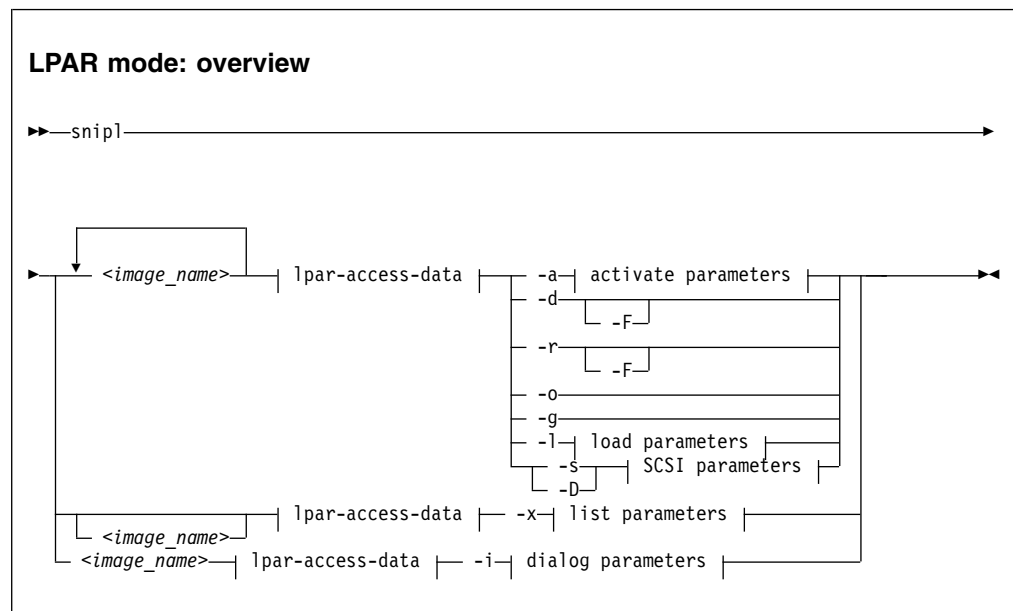 LPAR mode: overview
snipl
<image_name> lpar-access-data -a activate parameters
-d
-F
-r
-F
-o
-g
-l load parameters
-s SCSI parameters
-D
lpar-access-data -x list parameters
<image_name>
<image_name> lpar-access-data -i dialog parameters